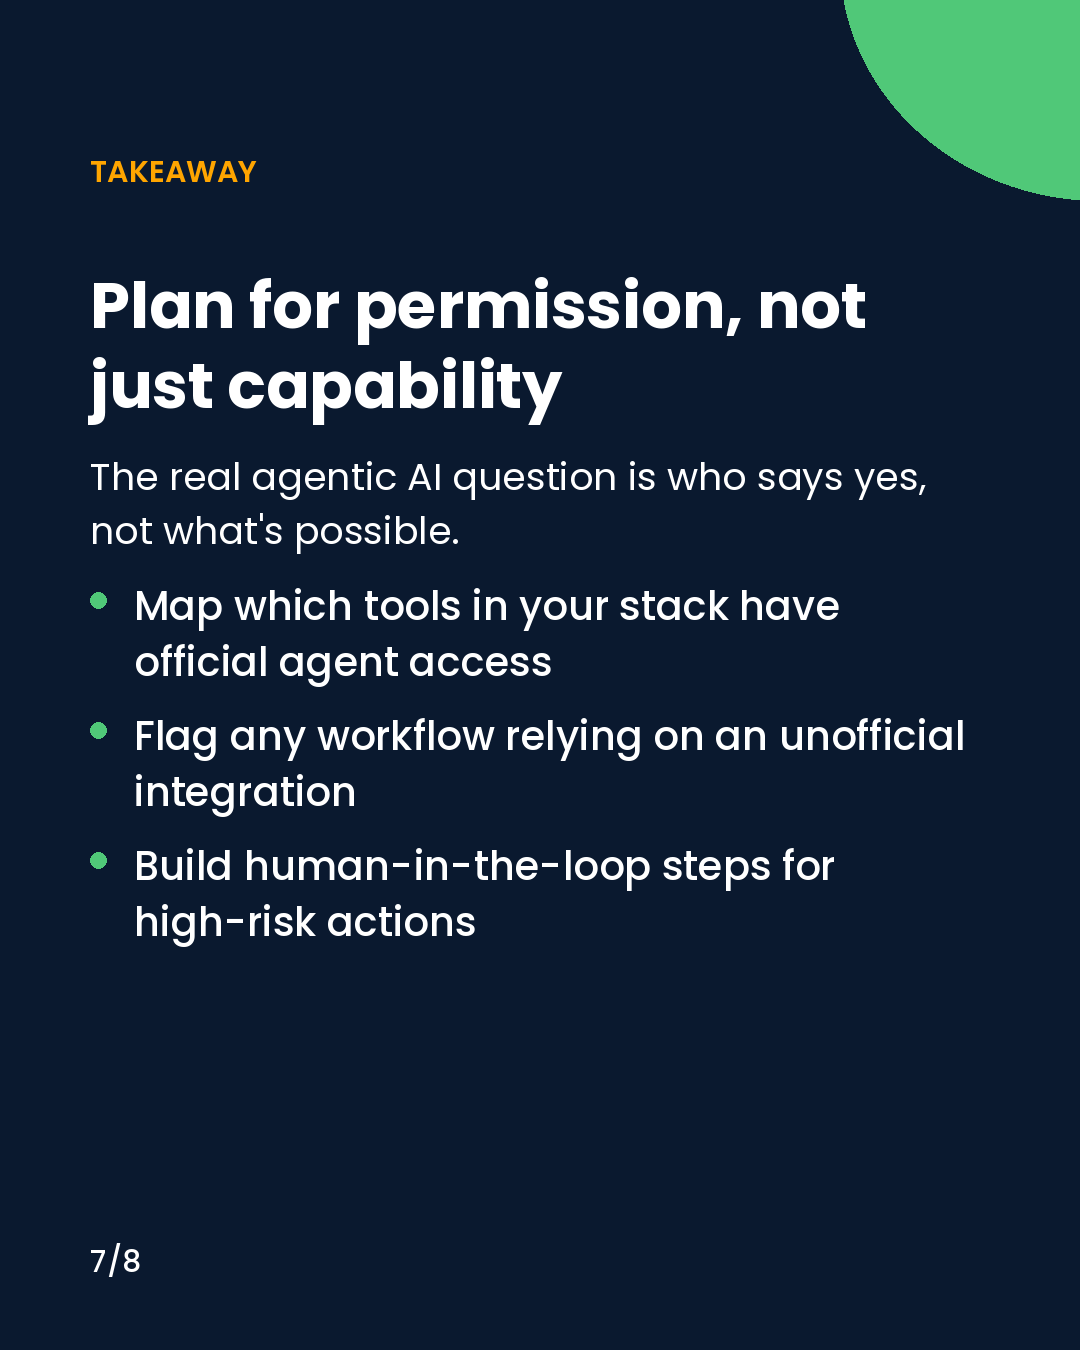 TAKEAWAY
Plan for permission, not
just capability
The real agentic AI question is who says yes,
not what's possible.
Map which tools in your stack have
official agent access
Flag any workflow relying on an unofficial
integration
Build human-in-the-loop steps for
high-risk actions
7/8